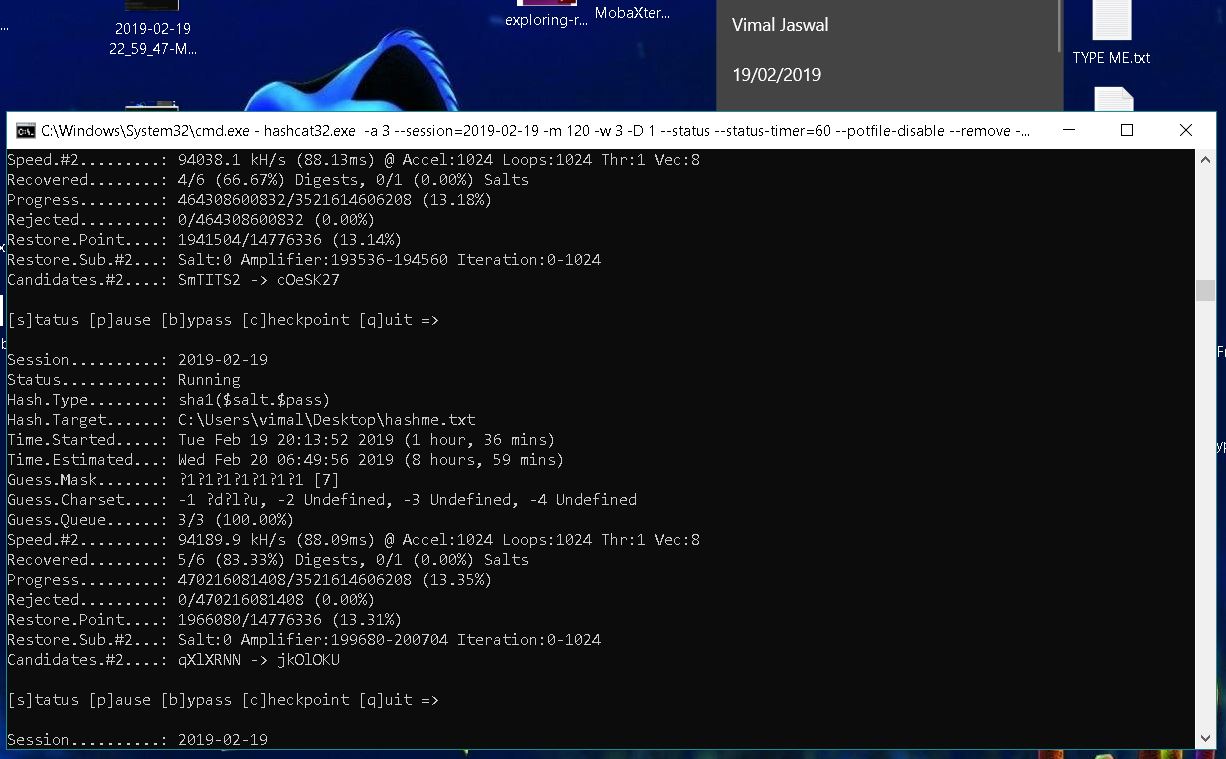 exploring-r...
MobaXter...
2019-02-19
22_59_47-M...
Vimal Jaswal
19/02/2019
TYPE ME.txt
C:\Windows\System32\cmd.exe - hashcat32.exe -a 3 --session=2019-02-19 -m 120 -w 3 -D 1 --status --status-timer=60 --potfile-disable --remove -...
Speed.#2.........: 94038.1 kH/s (88.13ms) @ Accel:1024 Loops:1024 Thr:1 Vec:8
Recovered........: 4/6 (66.67%) Digests, 0/1 (0.00%) Salts
Progress.........: 464308600832/3521614606208 (13.18%)
Rejected.........: 0/464308600832 (0.00%)
Restore.Point....: 1941504/14776336 (13.14%)
Restore.Sub.#2...: Salt:0 Amplifier:193536-194560 Iteration:0-1024
Candidates.#2....: SmTITS2 -> cOeSK27
[s]tatus [p]ause [b]ypass [c]heckpoint [q]uit =>
Session..........: 2019-02-19
Status...........: Running
Hash.Type........: sha1($salt.$pass)
Hash.Target......: C:\Users\vimal\Desktop\hashme.txt
Time.Started.....: Tue Feb 19 20:13:52 2019 (1 hour, 36 mins)
Time.Estimated...: Wed Feb 20 06:49:56 2019 (8 hours, 59 mins)
Guess.Mask.......: ?1?1?1?1?1?1?1 [7]
Guess.Charset....: -1 ?d?l?u, -2 Undefined, -3 Undefined, -4 Undefined
Guess.Queue......: 3/3 (100.00%)
Speed.#2.........: 94189.9 kH/s (88.09ms) @ Accel:1024 Loops:1024 Thr:1 Vec:8
Recovered........: 5/6 (83.33%) Digests, 0/1 (0.00%) Salts
Progress.........: 470216081408/3521614606208 (13.35%)
Rejected.........: 0/470216081408 (0.00%)
Restore.Point....: 1966080/14776336 (13.31%)
Restore.Sub.#2...: Salt:0 Amplifier:199680-200704 Iteration:0-1024
Candidates.#2....: qXlXRNN -> jkOlOKU
[s]tatus [p]ause [b]ypass [c]heckpoint [q]uit =>
Session..........: 2019-02-19